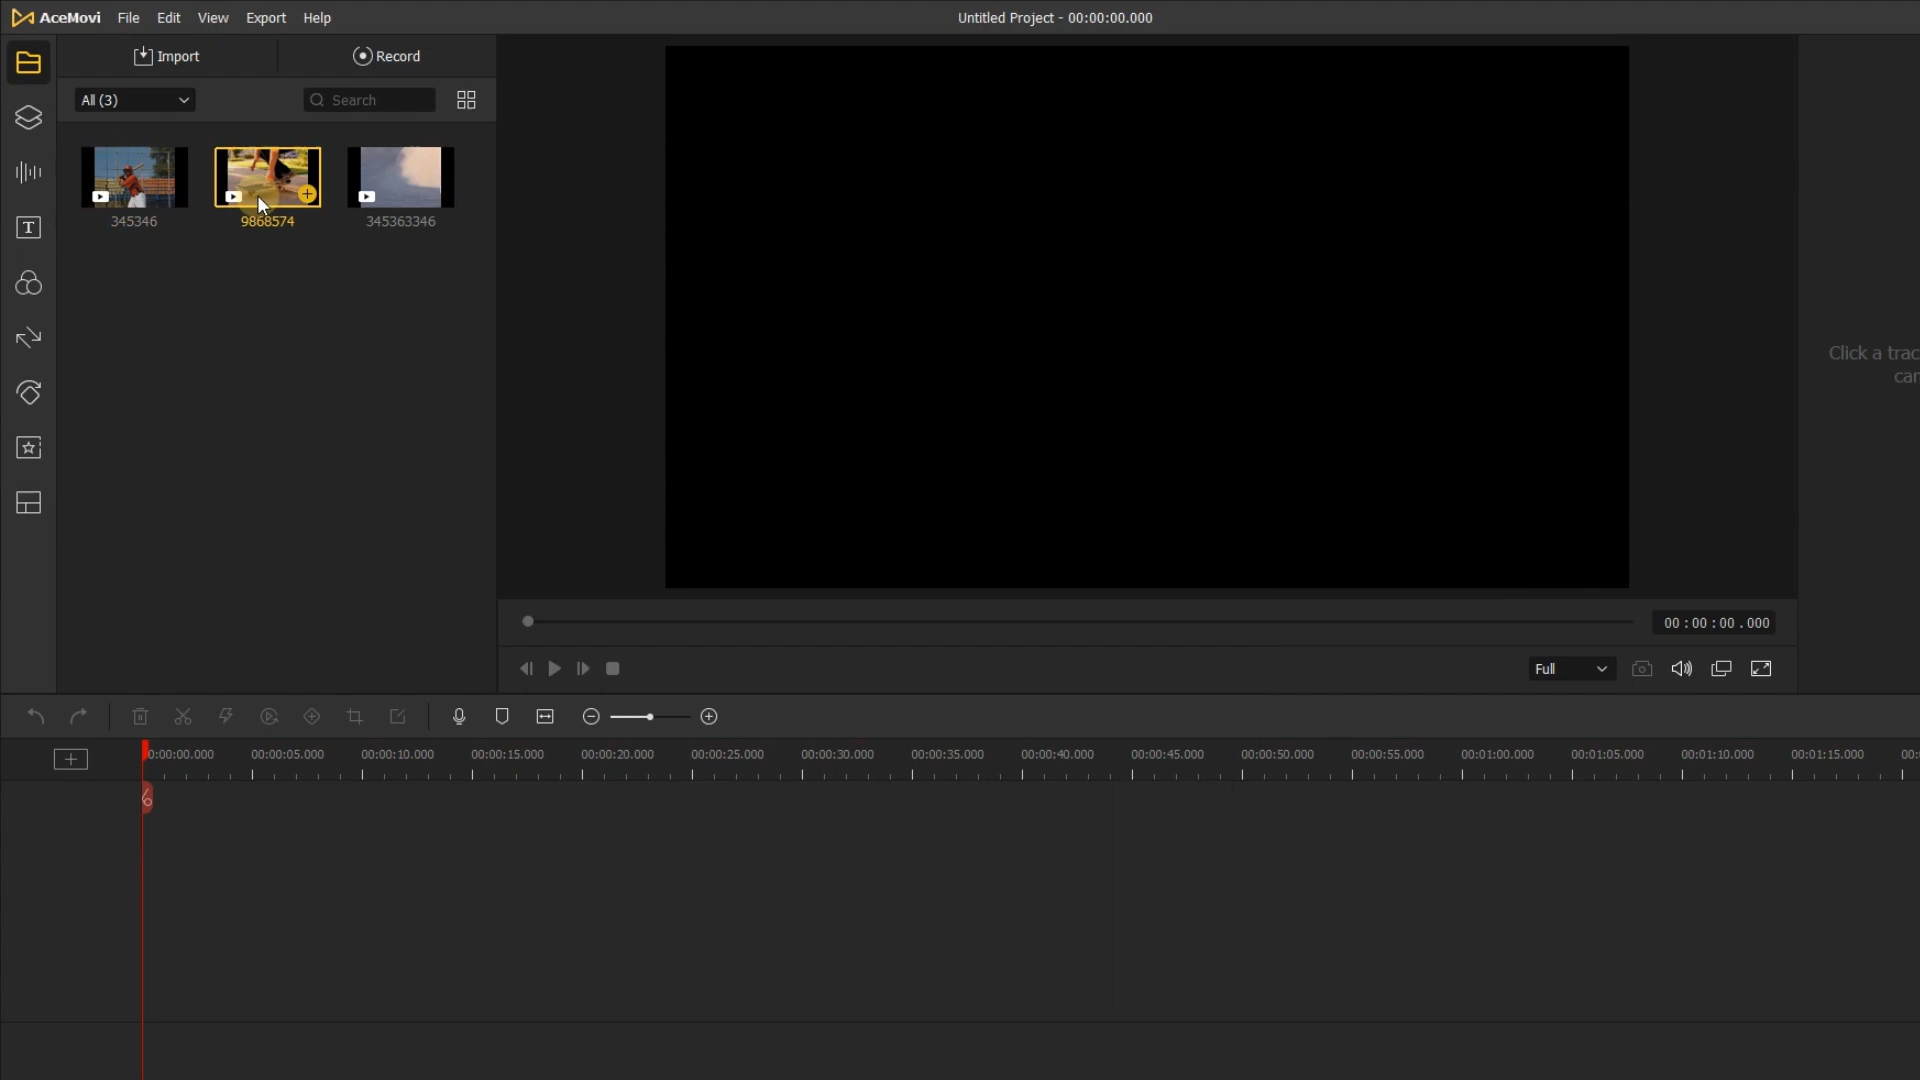 AceMovi File Edit View Export Help Untitled Project - 00:00:00.000
Import Record
All (3) Search
345346 9868574 345363346
T
Click a trac
can
00 : 00 : 00 . 000
Full
0:00:00.000 00:00:05.000 00:00:10.000 00:00:15.000 00:00:20.000 00:00:25.000 00:00:30.000 00:00:35.000 00:00:40.000 00:00:45.000 00:00:50.000 00:00:55.000 00:01:00.000 00:01:05.000 00:01:10.000 00:01:15.000 00: